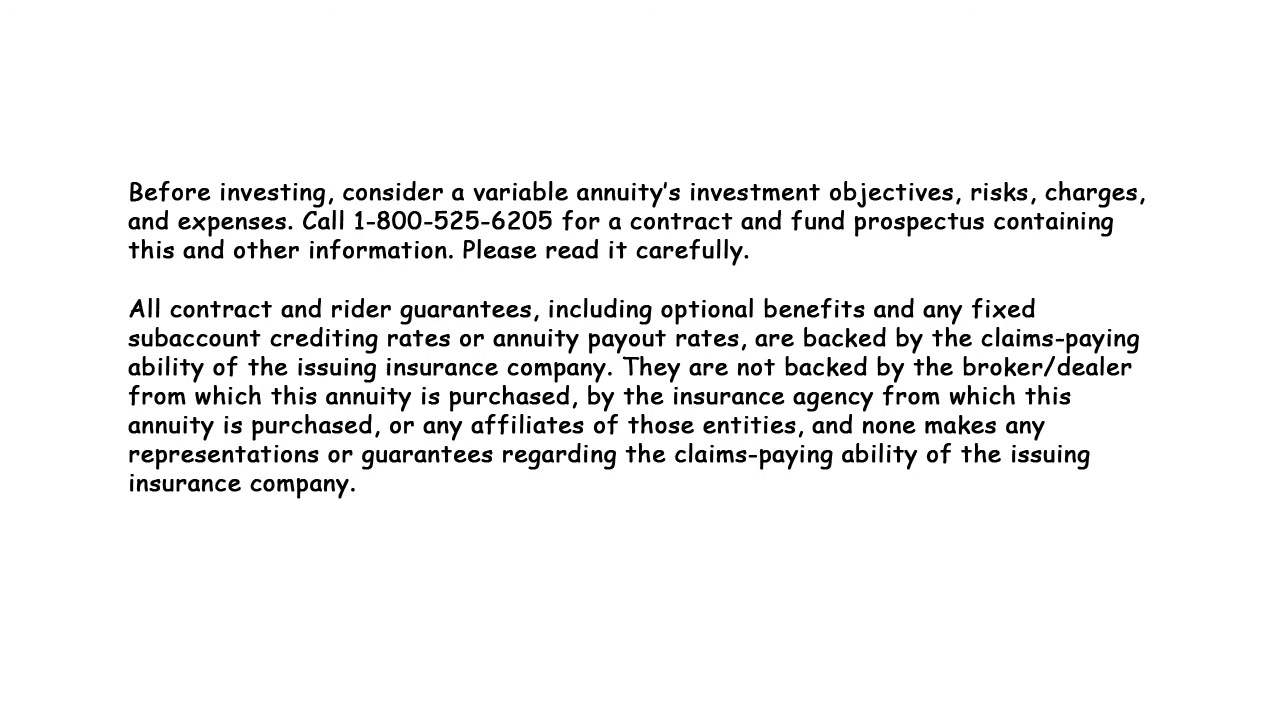 Before investing, consider a variable annuity's investment objectives, risks, charges,
and expenses. Call 1-800-525-6205 for a contract and fund prospectus containing
this and other information. Please read it carefully.
All contract and rider guarantees, including optional benefits and any fixed
subaccount crediting rates or annuity payout rates, are backed by the claims-paying
ability of the issuing insurance company. They are not backed by the broker/dealer
from which this annuity is purchased, by the insurance agency from which this
annuity is purchased, or any affiliates of those entities, and none makes any
representations or guarantees regarding the claims-paying ability of the issuing
insurance company.